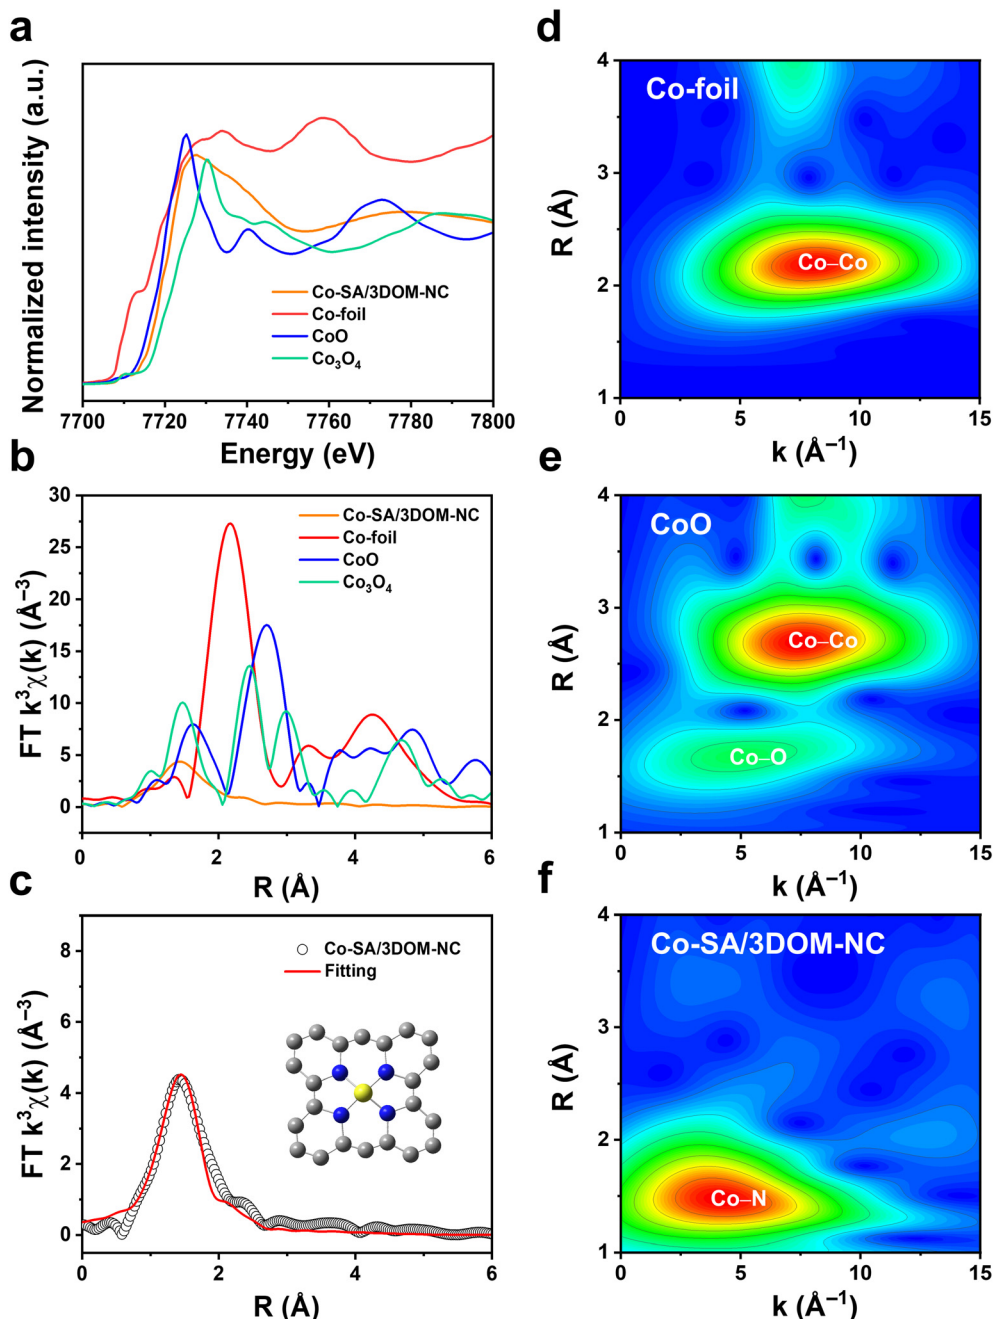 a
Normalized intensity (a.u.)
Co-SA/3DOM-NC
Co-foil
CoO
Co₃O₄
7700 7720 7740 7760 7780 7800
Energy (eV)
b
FT k³χ(k) (Å⁻³)
30
25
20
15
10
5
0
Co-SA/3DOM-NC
Co-foil
CoO
Co₃O₄
0 2 4 6
R (Å)
c
FT k³χ(k) (Å⁻³)
8
6
4
2
0
Co-SA/3DOM-NC
Fitting
0 2 4 6
R (Å)
d
R (Å)
4
3
2
1
Co-foil
Co–Co
0 5 10 15
k (Å⁻¹)
e
R (Å)
4
3
2
1
CoO
Co–Co
Co–O
0 5 10 15
k (Å⁻¹)
f
R (Å)
4
3
2
1
Co-SA/3DOM-NC
Co–N
0 5 10 15
k (Å⁻¹)